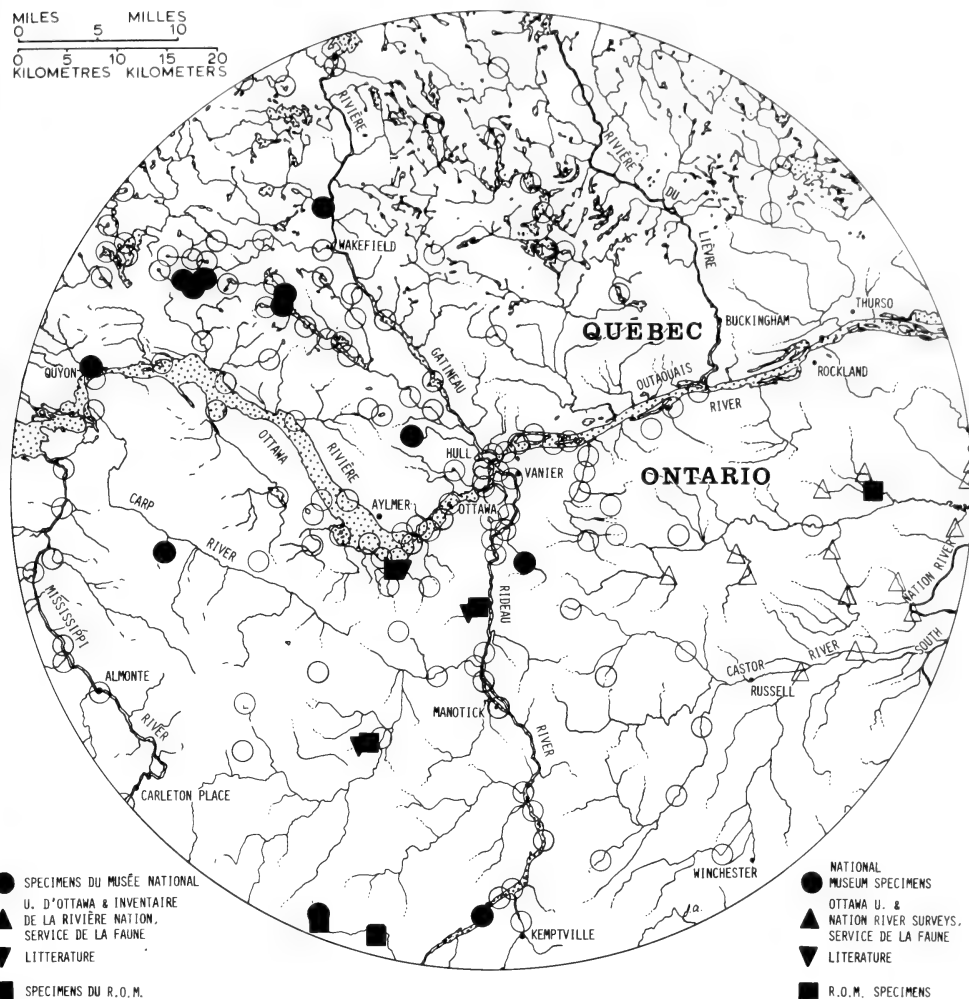 MILES MILLES
0 5 10
0 5 10 15 20
KILOMETRES KILOMETERS
RIVIÈRE
RIVIÈRE DU LIÈVRE
WAKEFIELD
THURSO
BUCKINGHAM
QUÉBEC
GATINEAU
OUTAOUAIS
ROCKLAND
RIVER
QUYON
OTTAWA
RIVIÈRE
HULL
VANIER
ONTARIO
AYLMER
OTTAWA
CARP
RIVER
NATION RIVER
MISSISSIPPI
RIDEAU
SOUTH
CASTOR
RIVER
RUSSELL
ALMONTE
MANOTICK
RIVER
RIVER
CARLETON PLACE
WINCHESTER
J.a.
KEMPTVILLE
SPECIMENS DU MUSÉE NATIONAL
U. D'OTTAWA & INVENTAIRE
DE LA RIVIÈRE NATION,
SERVICE DE LA FAUNE
LITTERATURE
SPECIMENS DU R.O.M.
NATIONAL
MUSEUM SPECIMENS
OTTAWA U. &
NATION RIVER SURVEYS,
SERVICE DE LA FAUNE
LITERATURE
R.O.M. SPECIMENS